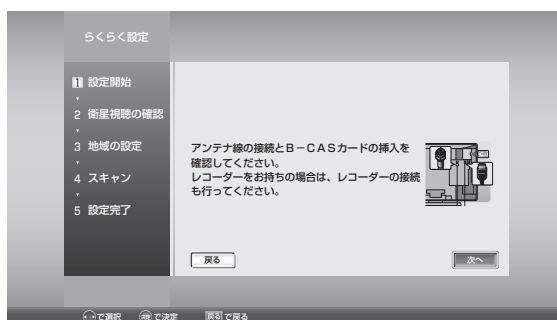 らくらく設定
1 設定開始
2 衛星視聴の確認
3 地域の設定
4 スキャン
5 設定完了
アンテナ線の接続とB−CASカードの挿入を
確認してください。
レコーダーをお持ちの場合は、レコーダーの接続
も行ってください。
戻る 次へ
で選択 決定で決定 戻るで戻る